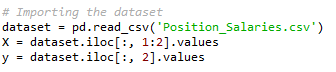 # Importing the dataset
dataset = pd.read_csv('Position_Salaries.csv')
X = dataset.iloc[:, 1:2].values
y = dataset.iloc[:, 2].values